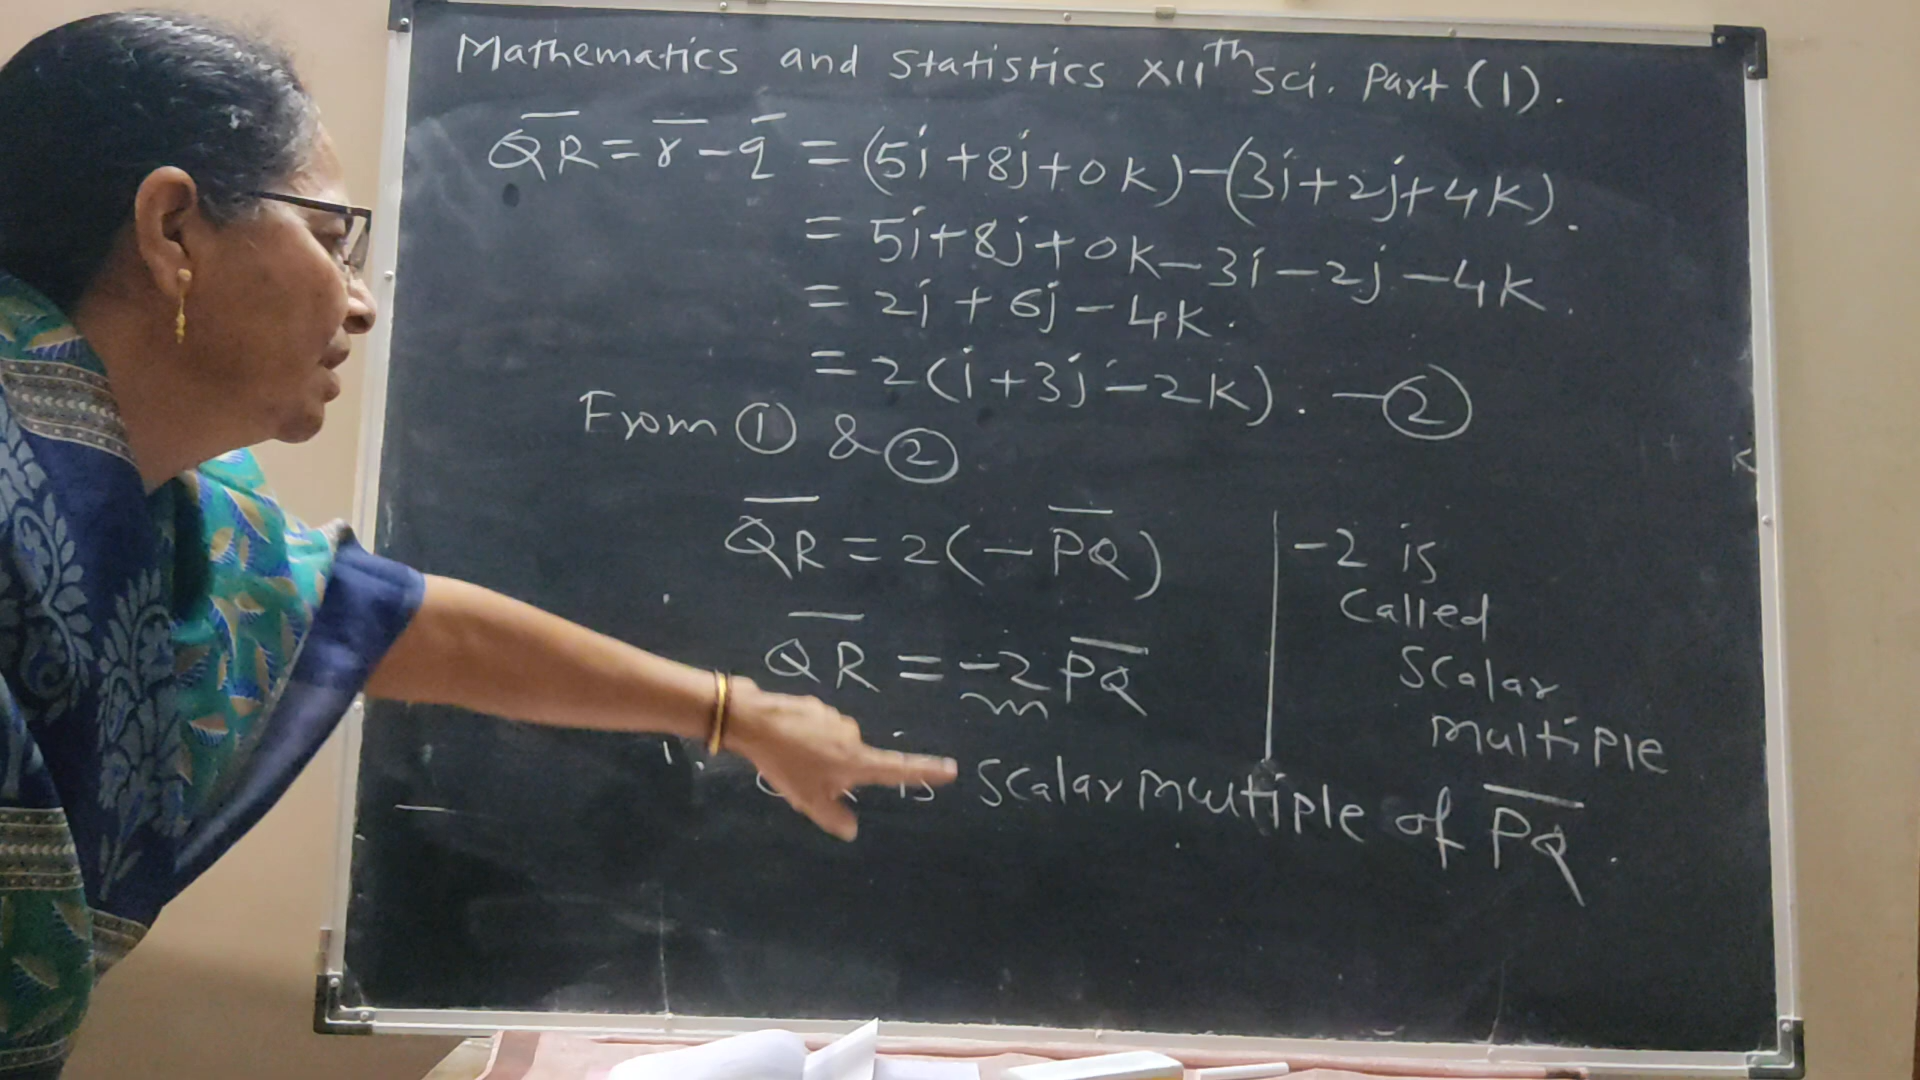 Mathematics and Statistics XIIth Sci. Part (1).
QR = r - q = (5i + 8j + 0k) - (3i + 2j + 4k).
= 5i + 8j + 0k - 3i - 2j - 4k.
= 2i + 6j - 4k.
= 2(i + 3j - 2k). - ②
From ① & ②
QR = 2(-PQ)
QR = -2 PQ
is scalar multiple of PQ.
-2 is
called
scalar
multiple